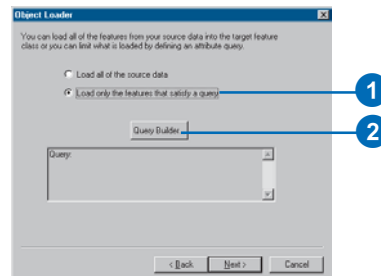 Object Loader
You can load all of the features from your source data into the target feature
class or you can limit what is loaded by defining an attribute query.
Load all of the source data
Load only the features that satisfy a query
1
Query Builder...
2
Query:
< Back
Next >
Cancel